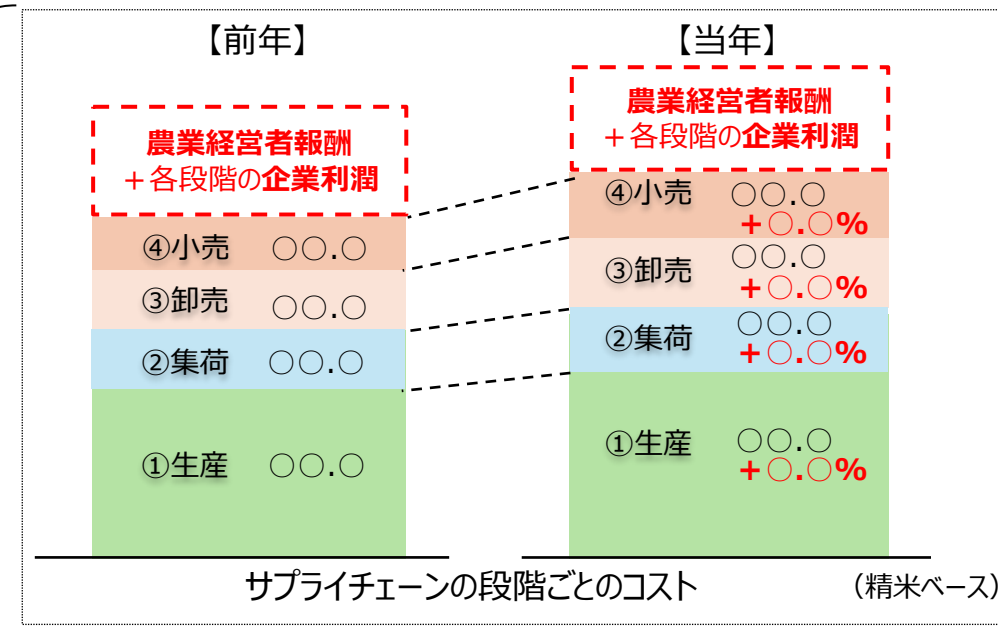 【前年】
農業経営者報酬
＋各段階の企業利潤
④小売 〇〇.〇
③卸売 〇〇.〇
②集荷 〇〇.〇
①生産 〇〇.〇
【当年】
農業経営者報酬
＋各段階の企業利潤
④小売 〇〇.〇
＋〇.〇%
③卸売 〇〇.〇
＋〇.〇%
②集荷 〇〇.〇
＋〇.〇%
①生産 〇〇.〇
＋〇.〇%
サプライチェーンの段階ごとのコスト
（精米ベース）